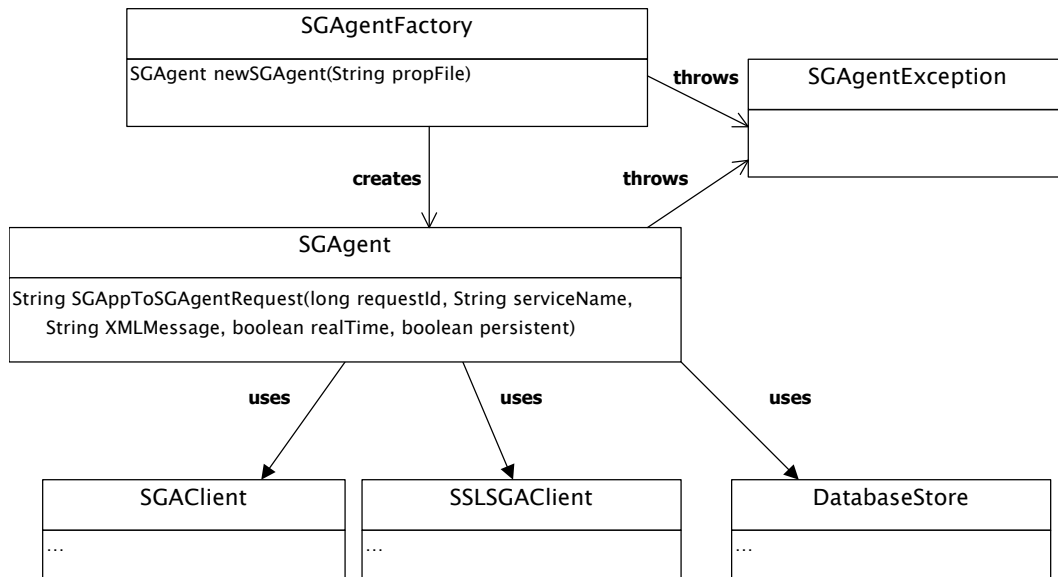 SGAgentFactory
SGAgent newSGAgent(String propFile)
throws
SGAgentException
creates
throws
SGAgent
String SGAppToSGAgentRequest(long requestId, String serviceName,
String XMLMessage, boolean realTime, boolean persistent)
uses
uses
uses
SGAClient
...
SSLSGAClient
...
DatabaseStore
...